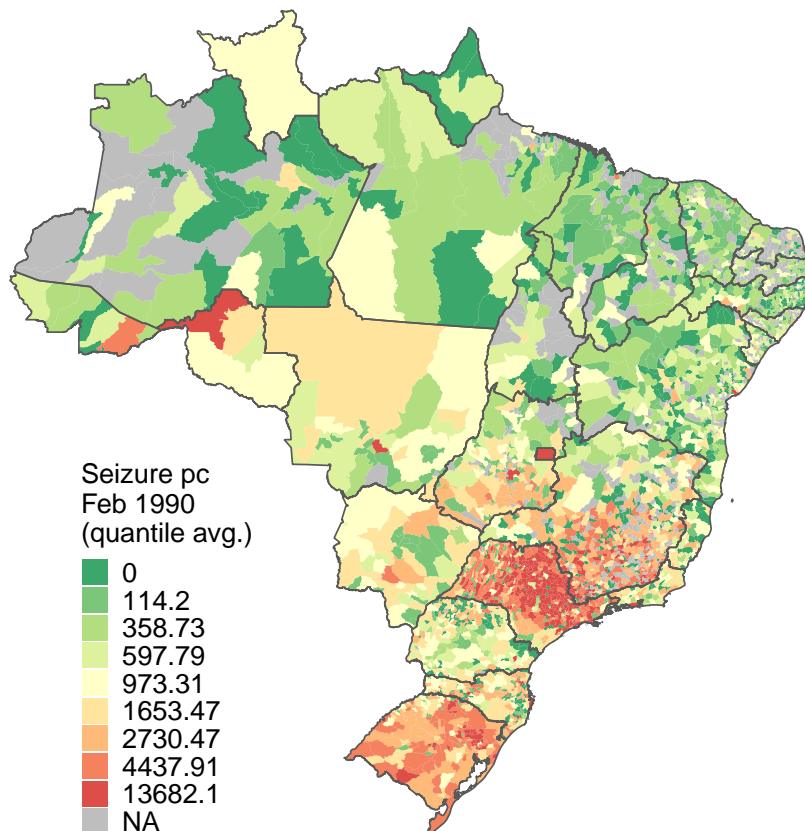 Seizure pc
Feb 1990
(quantile avg.)
0
114.2
358.73
597.79
973.31
1653.47
2730.47
4437.91
13682.1
NA